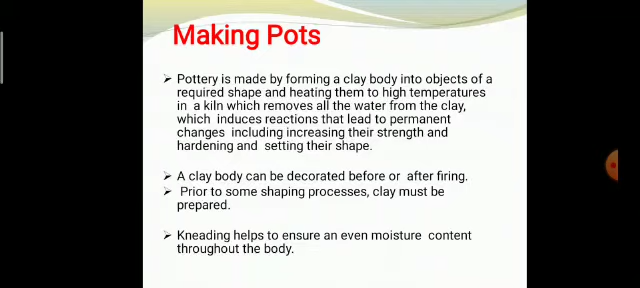 Making Pots
➢ Pottery is made by forming a clay body into objects of a
required shape and heating them to high temperatures
in a kiln which removes all the water from the clay,
which induces reactions that lead to permanent
changes including increasing their strength and
hardening and setting their shape.
➢ A clay body can be decorated before or after firing.
➢ Prior to some shaping processes, clay must be
prepared.
➢ Kneading helps to ensure an even moisture content
throughout the body.